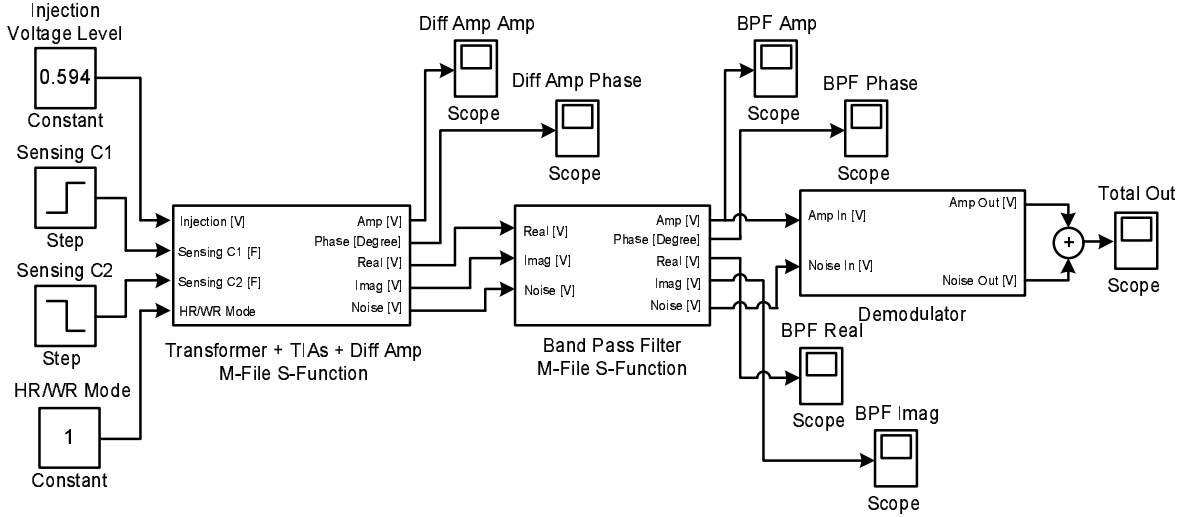 Injection
Voltage Level
0.594
Constant
Sensing C1
Step
Sensing C2
Step
HR/WR Mode
1
Constant
Injection [V]
Sensing C1 [F]
Sensing C2 [F]
HR/WR Mode
Amp [V]
Phase [Degree]
Real [V]
Imag [V]
Noise [V]
Transformer + TIAs + Diff Amp
M-File S-Function
Diff Amp Amp
Scope
Diff Amp Phase
Scope
Real [V]
Imag [V]
Noise [V]
Amp [V]
Phase [Degree]
Real [V]
Imag [V]
Noise [V]
Band Pass Filter
M-File S-Function
BPF Amp
Scope
BPF Phase
Scope
Amp In [V]
Noise In [V]
Amp Out [V]
Noise Out [V]
Demodulator
BPF Real
Scope
BPF Imag
Scope
+
Total Out
Scope